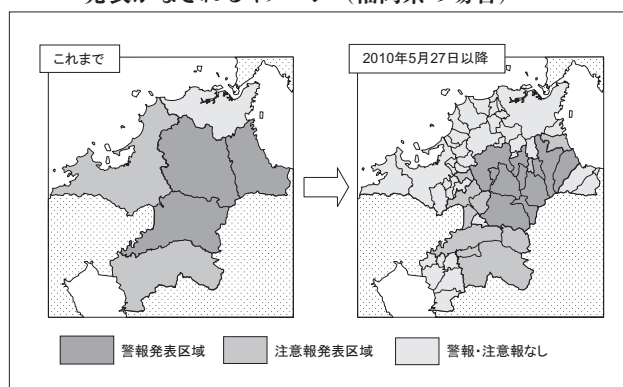 発表がなされるイメージ（福岡県の場合）
これまで
2010年5月27日以降
警報発表区域
注意報発表区域
警報・注意報なし